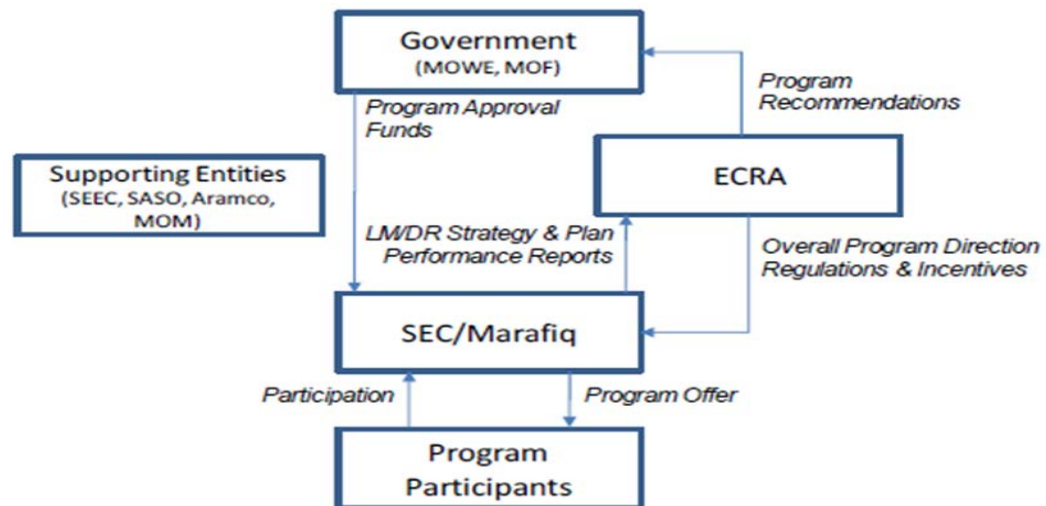 Government
(MOWE, MOF)
Program Approval
Funds
Program
Recommendations
Supporting Entities
(SEEC, SASO, Aramco,
MOM)
ECRA
LM/DR Strategy & Plan
Performance Reports
Overall Program Direction
Regulations & Incentives
SEC/Marafiq
Participation
Program Offer
Program
Participants